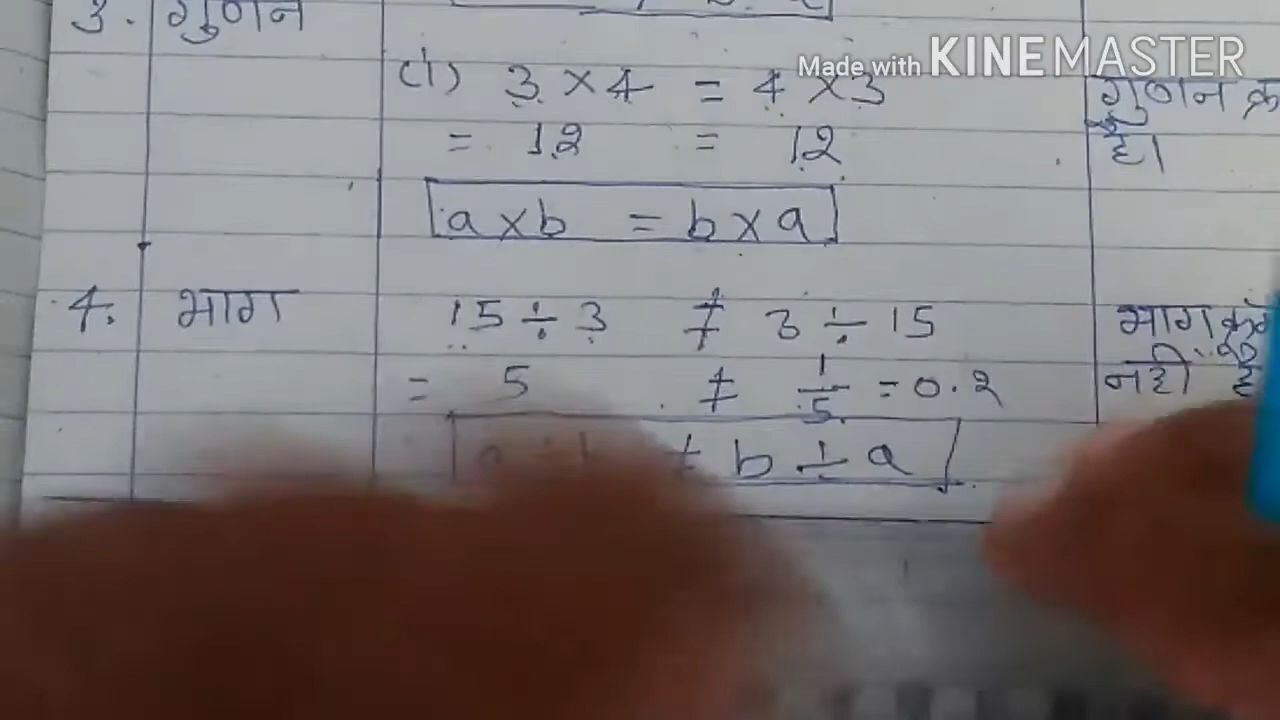 3. गुणन
Made with KINEMASTER
(i) 3 × 4 = 4 × 3
गुणन
= 12 = 12
है।
a × b = b × a
4. भाग 15 ÷ 3 ≠ 3 ÷ 15
भाग
= 5 ≠ 1/5 = 0.2
नही है
≠ b ÷ a